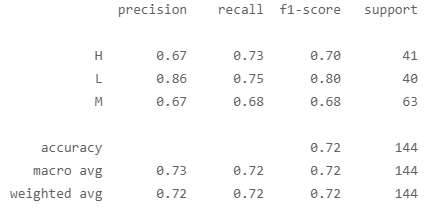 precision recall f1-score support
H 0.67 0.73 0.70 41
L 0.86 0.75 0.80 40
M 0.67 0.68 0.68 63
accuracy 0.72 144
macro avg 0.73 0.72 0.72 144
weighted avg 0.72 0.72 0.72 144